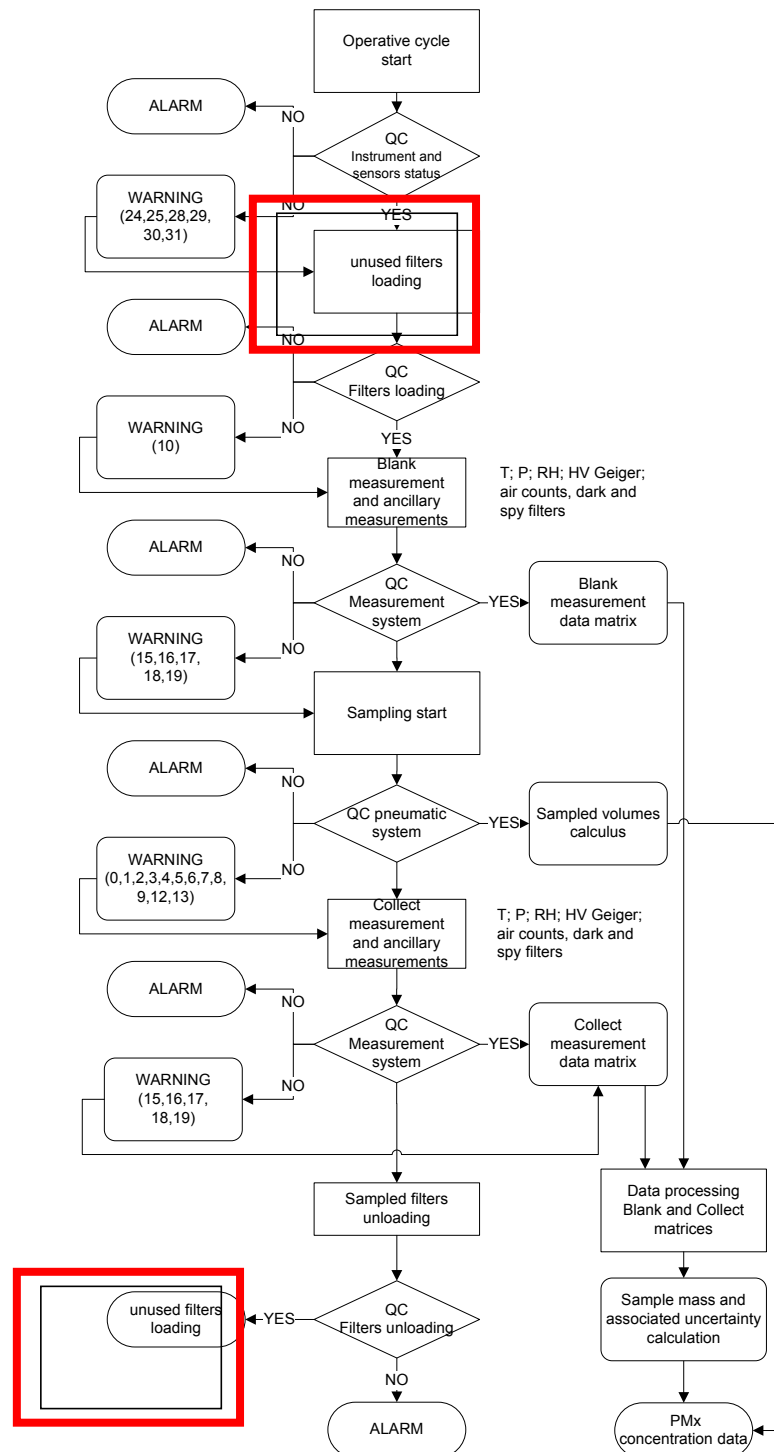 Operative cycle
start
ALARM
NO
QC
Instrument and
sensors status
WARNING
(24,25,28,29,
30,31)
NO
YES
unused filters
loading
ALARM
NO
QC
Filters loading
WARNING
(10)
NO
YES
Blank
measurement
and ancillary
measurements
T; P; RH; HV Geiger;
air counts, dark and
spy filters
ALARM
NO
QC
Measurement
system
YES
Blank
measurement
data matrix
WARNING
(15,16,17,
18,19)
NO
Sampling start
ALARM
NO
QC pneumatic
system
YES
Sampled volumes
calculus
WARNING
(0,1,2,3,4,5,6,7,8,
9,12,13)
NO
Collect
measurement
and ancillary
measurements
T; P; RH; HV Geiger;
air counts, dark and
spy filters
ALARM
NO
QC
Measurement
system
YES
Collect
measurement
data matrix
WARNING
(15,16,17,
18,19)
NO
Sampled filters
unloading
Data processing
Blank and Collect
matrices
unused filters
loading
YES
QC
Filters unloading
Sample mass and
associated uncertainty
calculation
NO
ALARM
PMx
concentration data